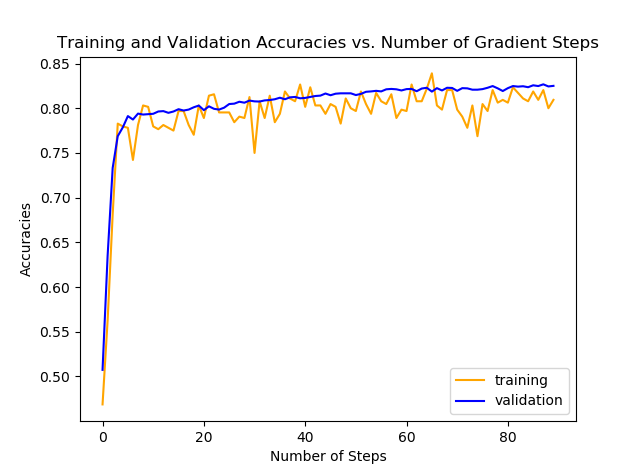 Training and Validation Accuracies vs. Number of Gradient Steps
0.85
0.80
0.75
0.70
0.65
0.60
0.55
0.50
Accuracies
training
validation
0 20 40 60 80
Number of Steps